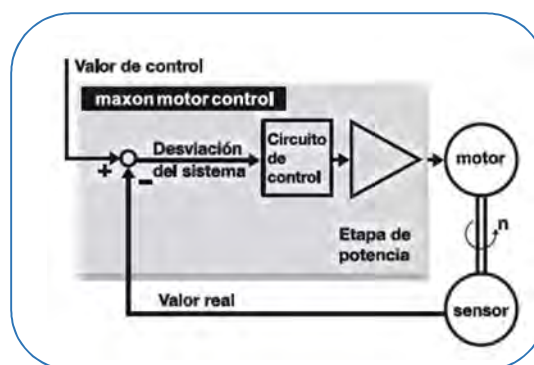 Valor de control
maxon motor control
Desviación
del sistema
+
−
Circuito
de
control
motor
n
Etapa de
potencia
Valor real
sensor